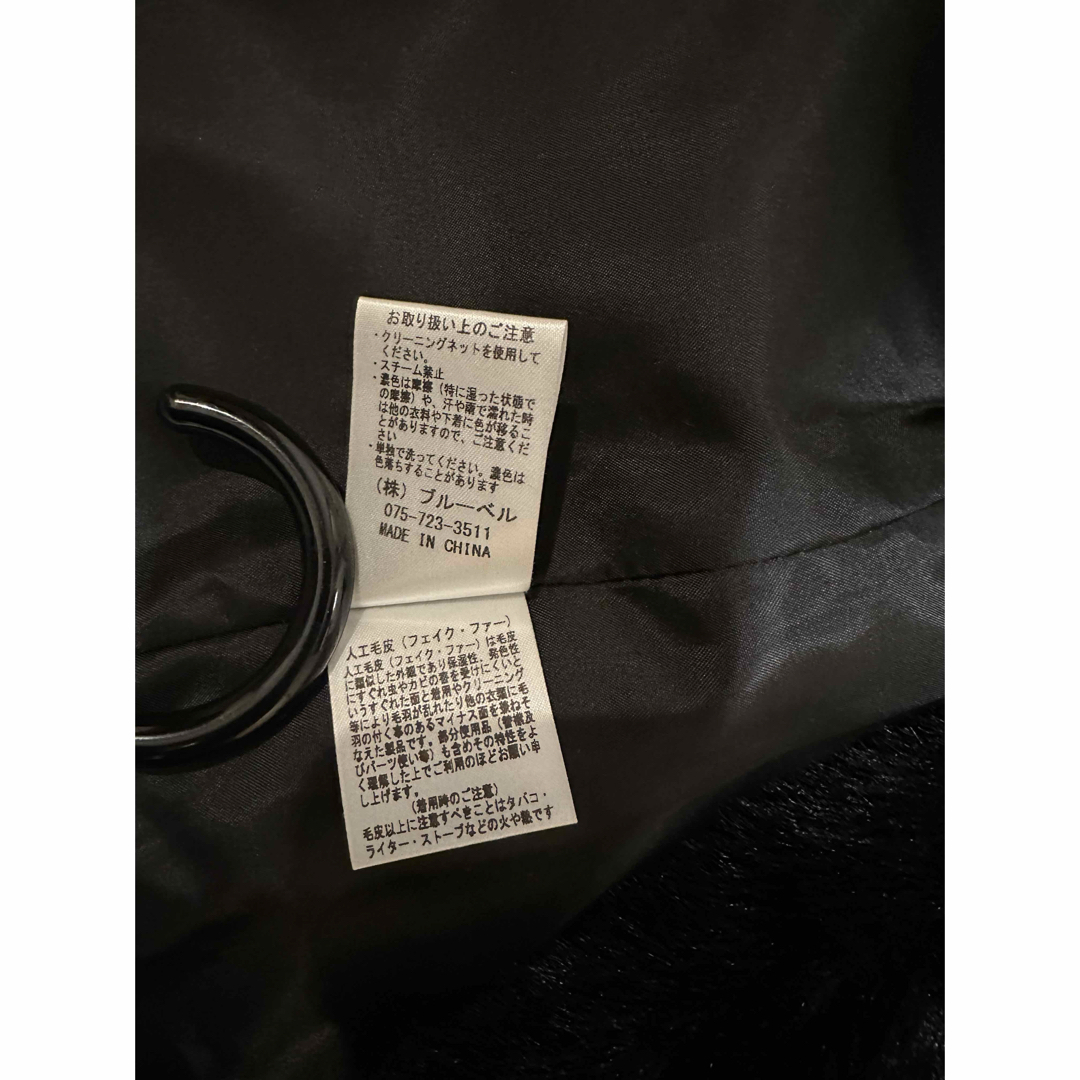 お取り扱い上のご注意
・クリーニングネットを使用して
ください。
・スチーム禁止
・濃色は摩擦（特に湿った状態で
の摩擦）や、汗や雨で濡れた時
は他の衣料や下着に色が移るこ
とがありますので、ご注意くだ
さい
・単独で洗ってください。濃色は
色落ちすることがあります
（株）ブルーベル
075-723-3511
MADE IN CHINA
人工毛皮（フェイク・ファー）
人工毛皮（フェイク・ファー）は毛皮
に類似した外観であり保湿性 発色性
にすぐれ虫やカビの害を受けにくいと
いうすぐれた面と着用やクリーニング
等により毛羽が乱れたり他の衣類に毛
羽の付く事のあるマイナス面を兼ねそ
なえた製品です。部分使用品（皆様及
びパーツ使い等）も含めその特性をよ
く理解した上でご利用のほどお願い申
し上げます。
（着用時のご注意）
毛皮以上に注意すべきことはタバコ・
ライター・ストーブなどの火や熱です